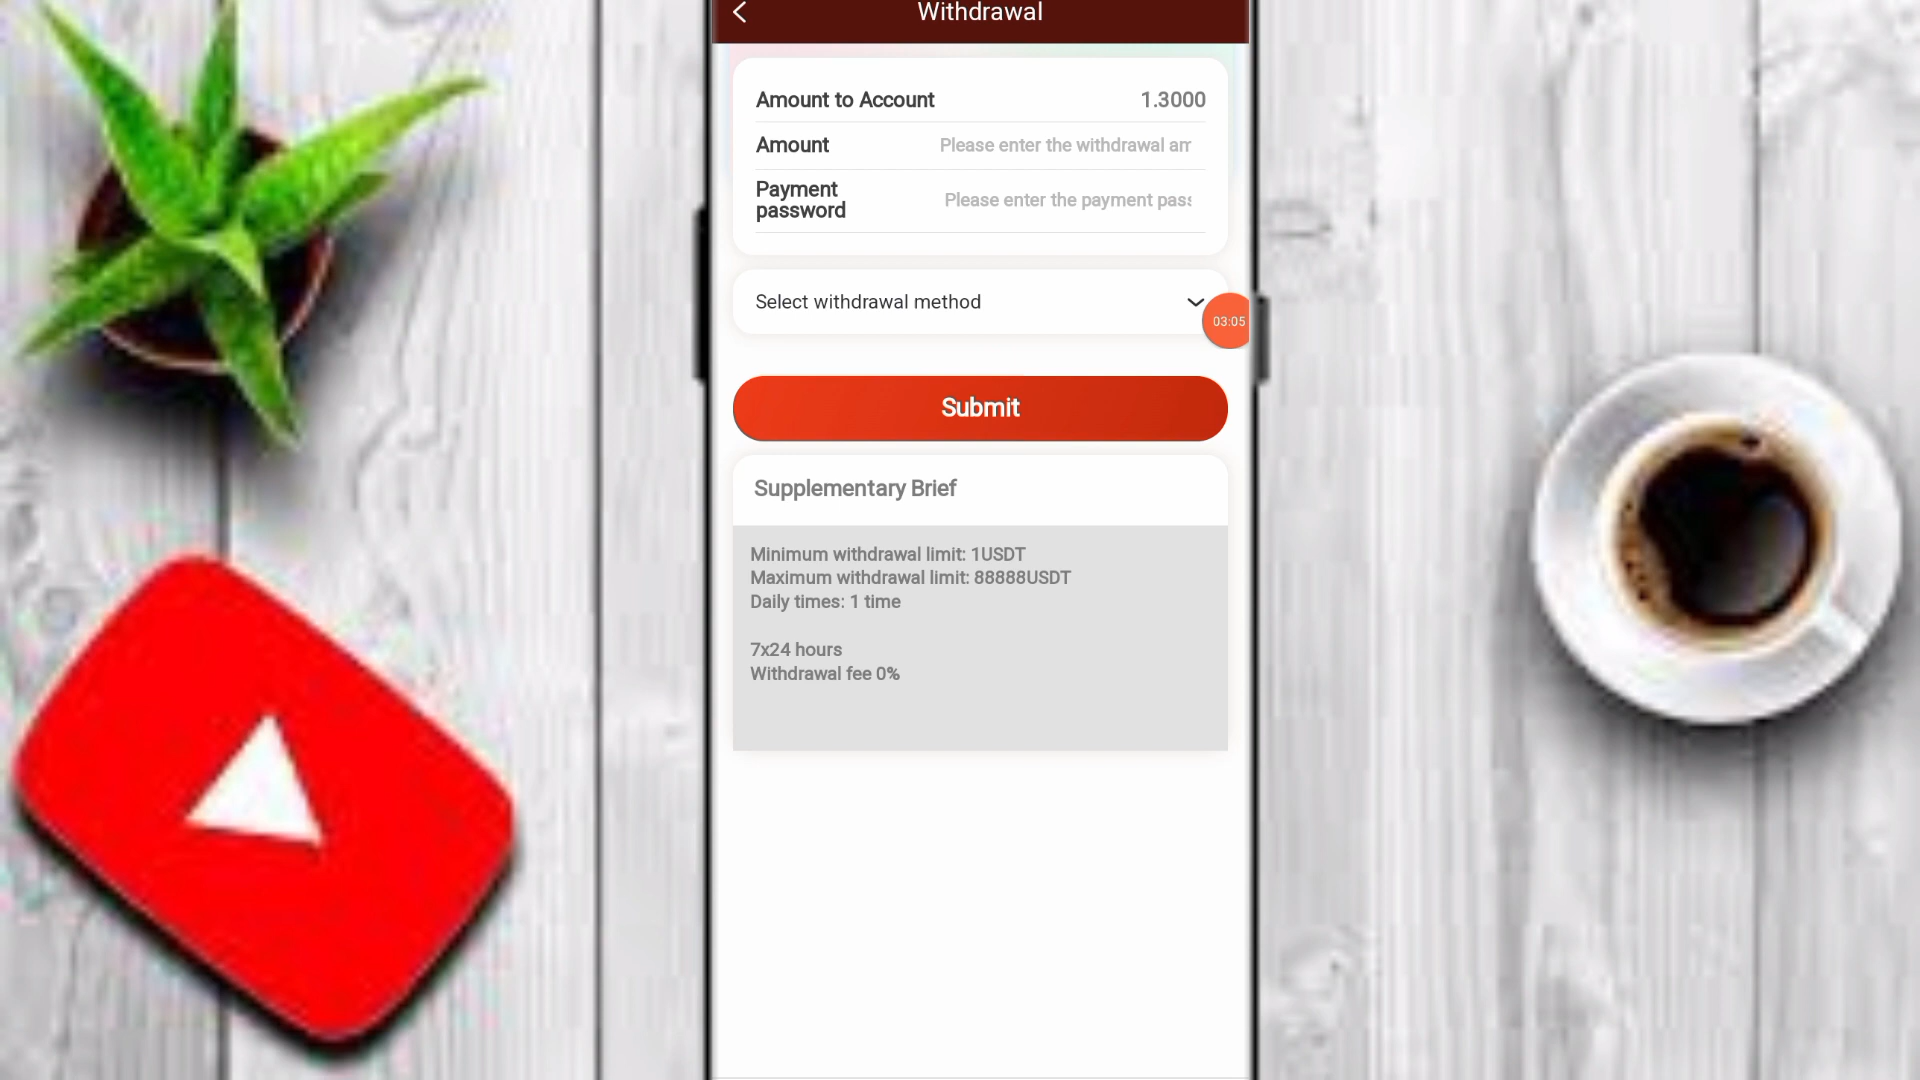 Withdrawal
Amount to Account 1.3000
Amount Please enter the withdrawal am
Payment password Please enter the payment pass
Select withdrawal method
03:05
Submit
Supplementary Brief
Minimum withdrawal limit: 1USDT
Maximum withdrawal limit: 88888USDT
Daily times: 1 time
7x24 hours
Withdrawal fee 0%